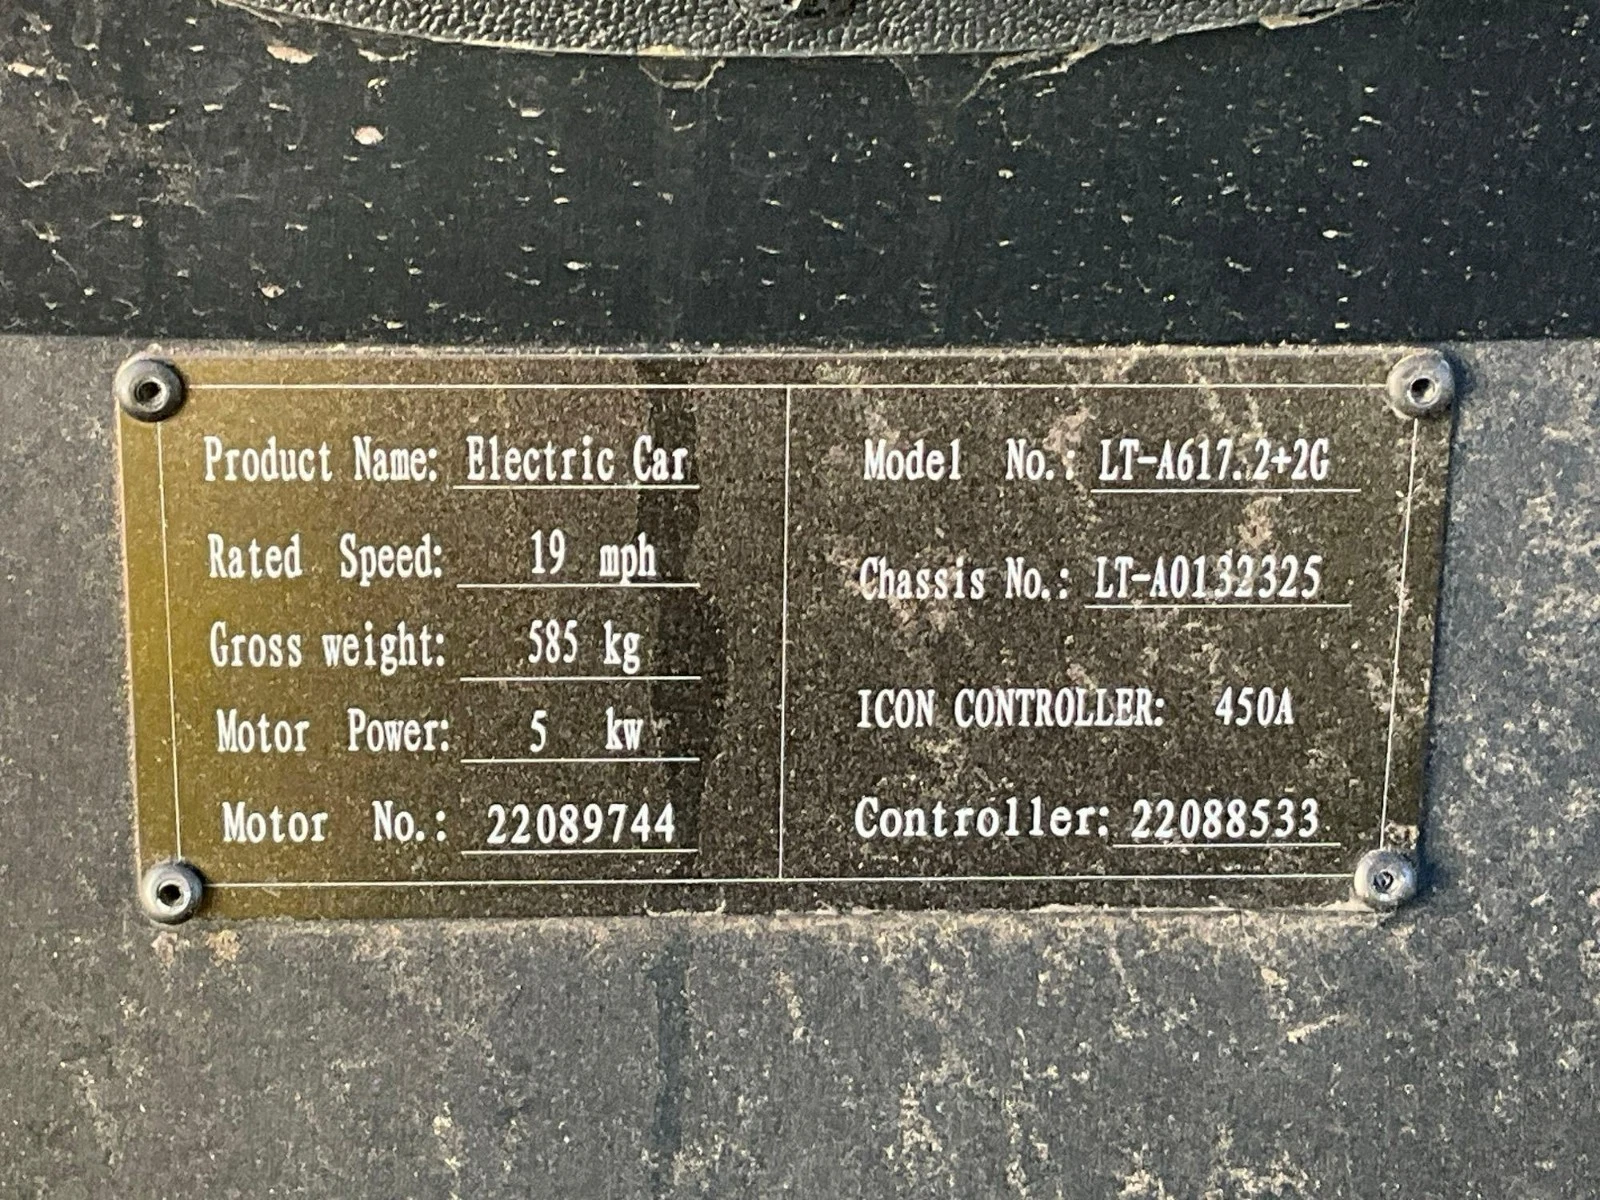 Product Name: Electric Car
Rated Speed: 19 mph
Gross weight: 585 kg
Motor Power: 5 kw
Motor No.: 22089744
Model No.: LT-A617.2+2G
Chassis No.: LT-A0132325
ICON CONTROLLER: 450A
Controller: 22088533